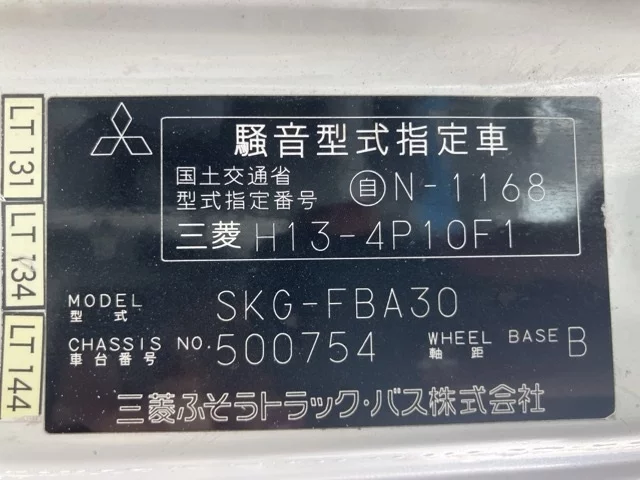 騒音型式指定車
国土交通省
型式指定番号
自N-1168
三菱 H13-4P10F1
MODEL
型式
SKG-FBA30
CHASSIS NO.
車台番号
500754
WHEEL BASE
軸距
B
三菱ふそうトラック・バス株式会社
LT 131
LT 134
LT 144